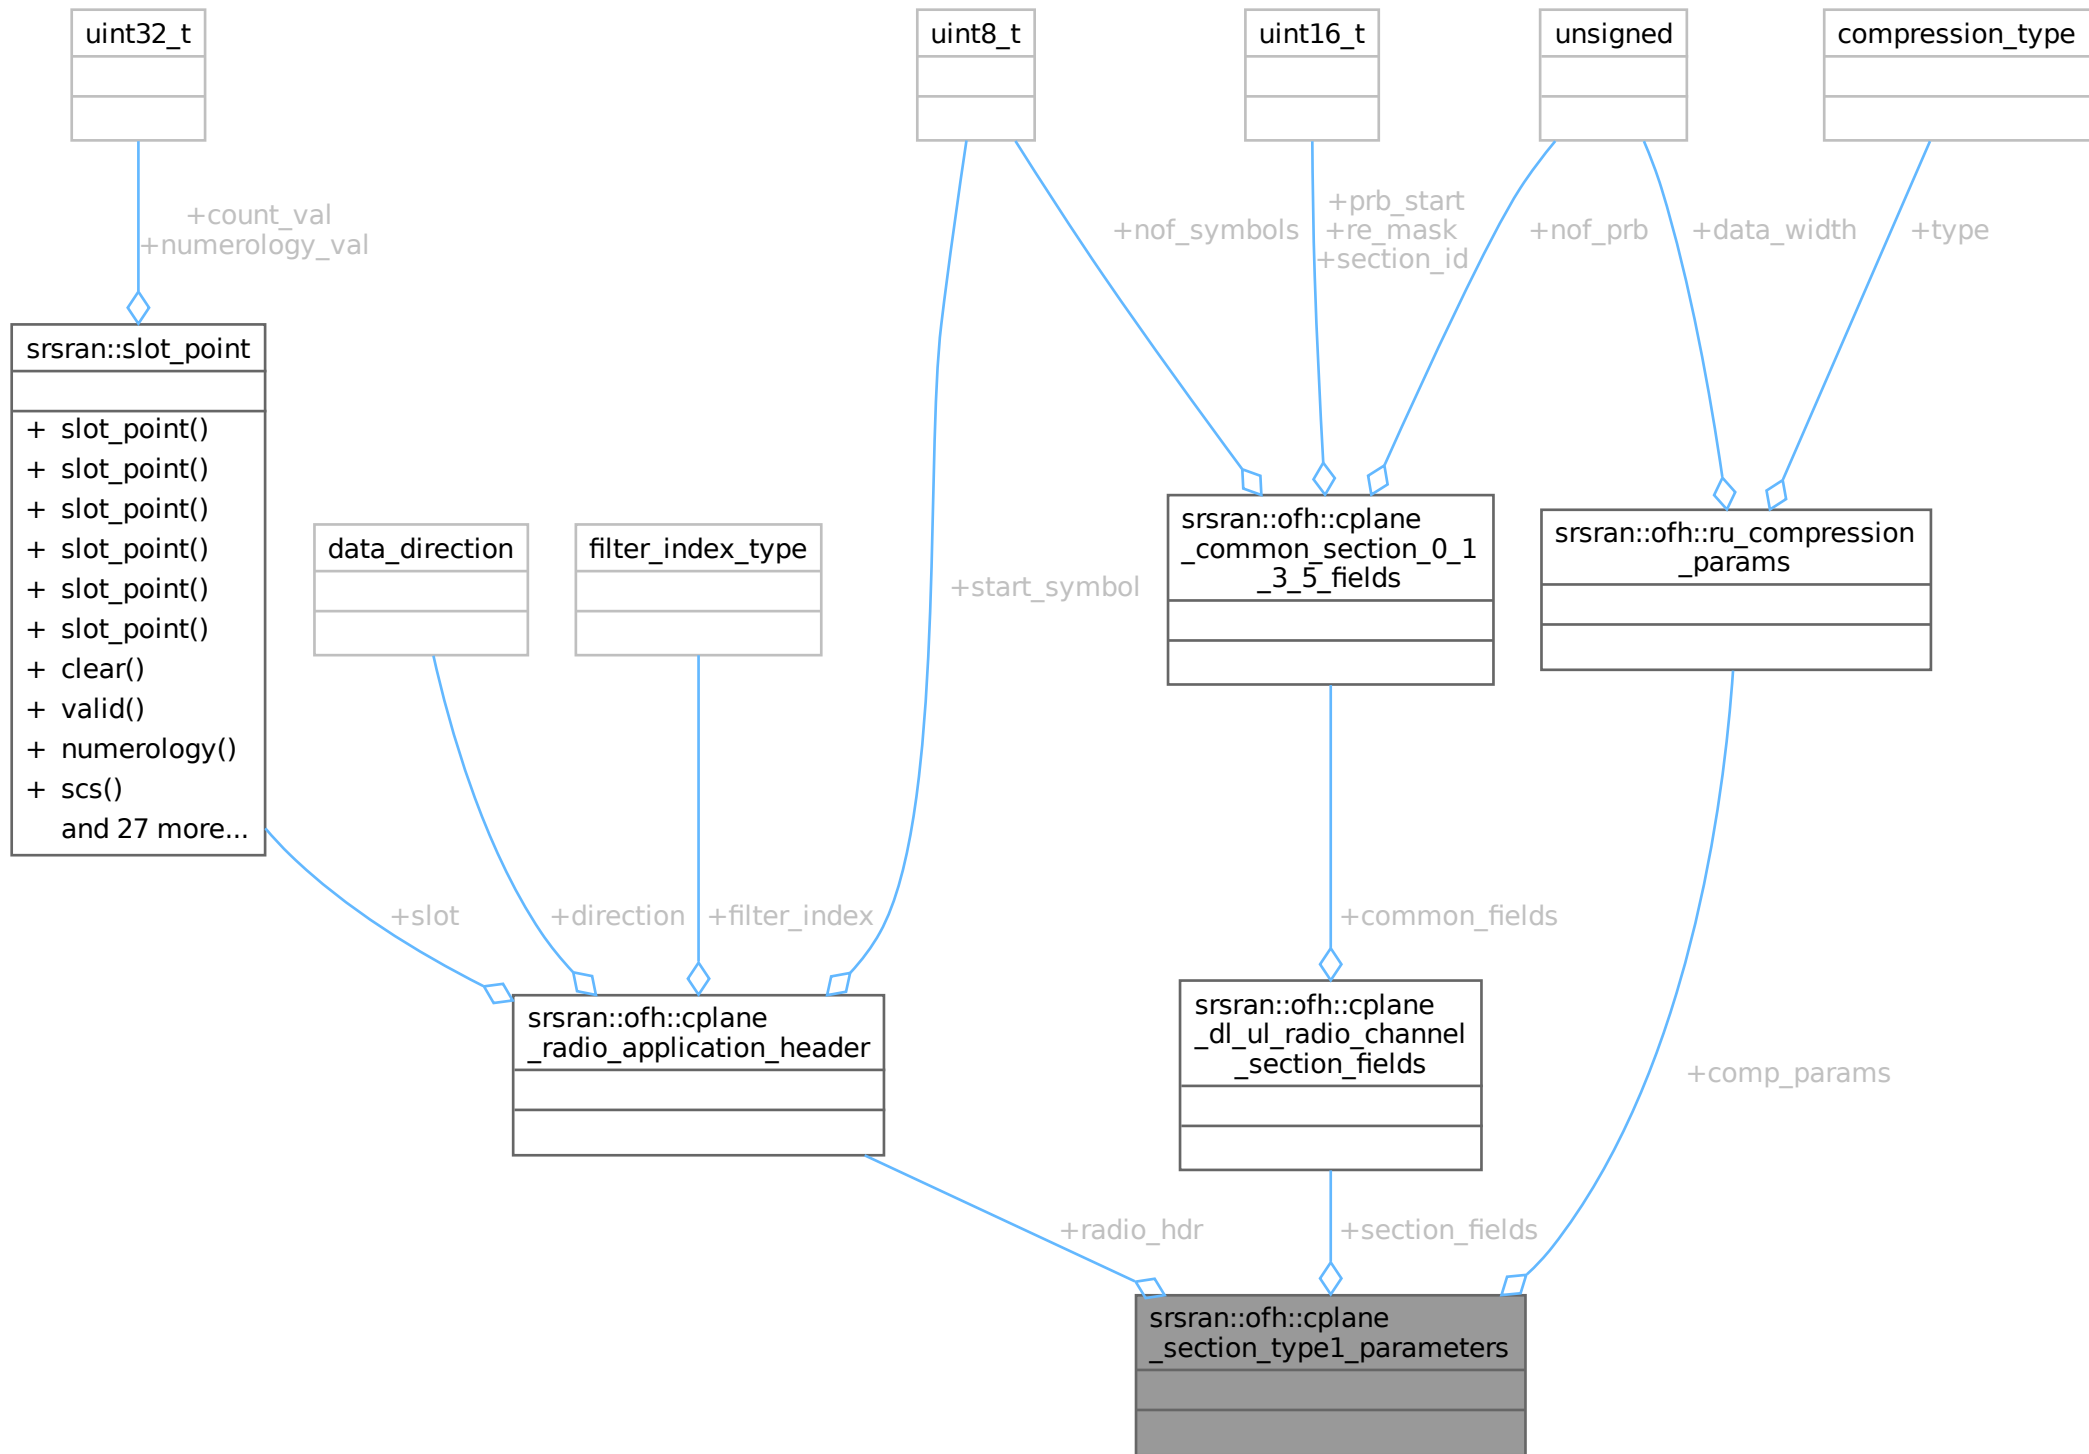 uint32_t
uint8_t
uint16_t
unsigned
compression_type
+count_val
+numerology_val
+nof_symbols
+prb_start
+re_mask
+section_id
+nof_prb
+data_width
+type
srsran::slot_point
+ slot_point()
+ slot_point()
+ slot_point()
+ slot_point()
+ slot_point()
+ slot_point()
+ clear()
+ valid()
+ numerology()
+ scs()
and 27 more...
data_direction
filter_index_type
+start_symbol
srsran::ofh::cplane
_common_section_0_1
_3_5_fields
srsran::ofh::ru_compression
_params
+slot
+direction
+filter_index
+common_fields
srsran::ofh::cplane
_radio_application_header
srsran::ofh::cplane
_dl_ul_radio_channel
_section_fields
+comp_params
+radio_hdr
+section_fields
srsran::ofh::cplane
_section_type1_parameters